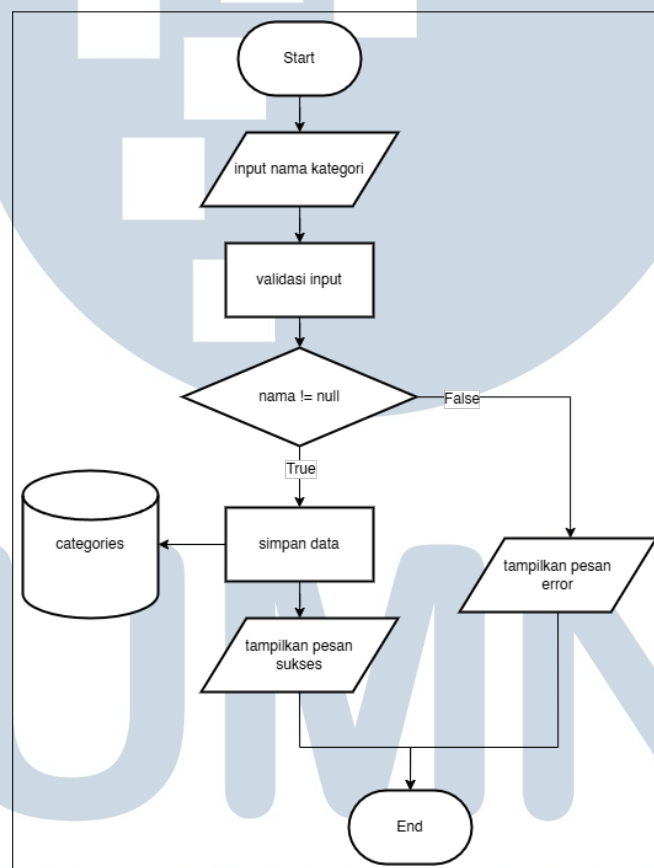 Start
input nama kategori
validasi input
nama != null
False
True
categories
simpan data
tampilkan pesan
error
tampilkan pesan
sukses
End
UMN